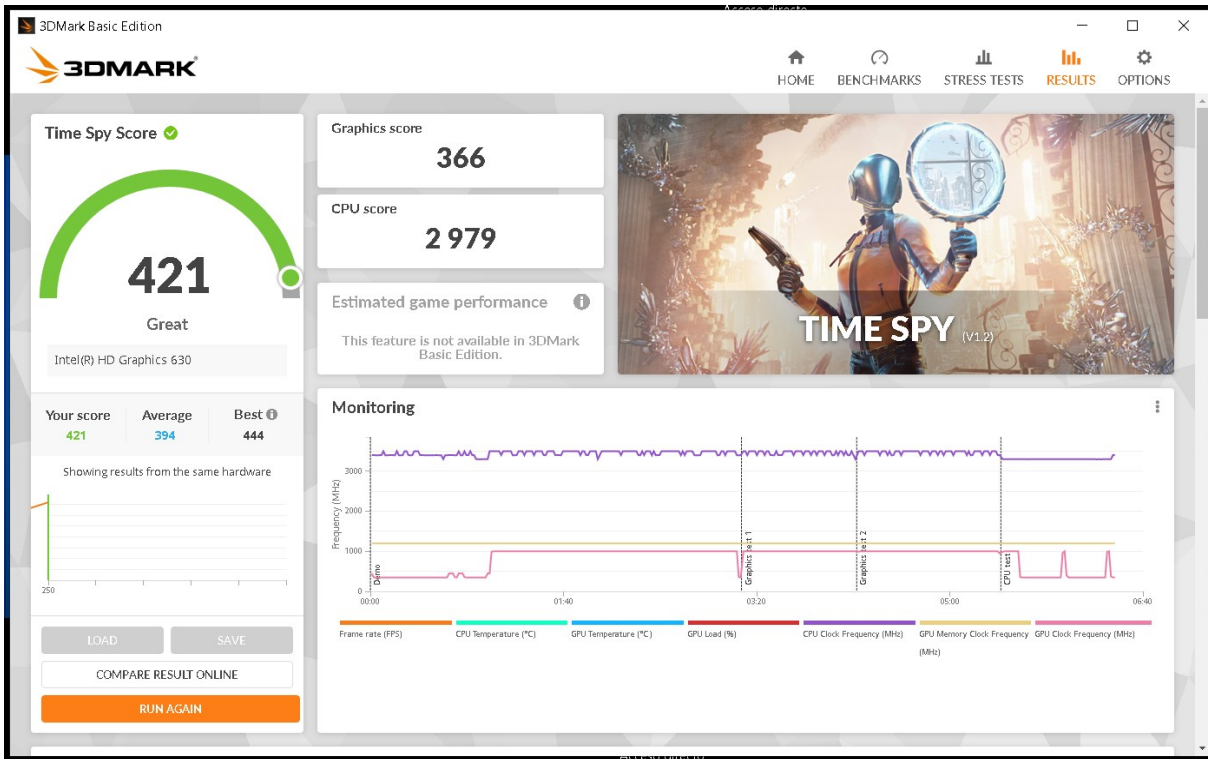 Acceso directo
3DMark Basic Edition
3DMARK
HOME
BENCHMARKS
STRESS TESTS
RESULTS
OPTIONS
Time Spy Score
421
Great
Intel(R) HD Graphics 630
Your score
Average
Best
421
394
444
Showing results from the same hardware
250
LOAD
SAVE
COMPARE RESULT ONLINE
RUN AGAIN
Graphics score
366
CPU score
2 979
Estimated game performance
This feature is not available in 3DMark
Basic Edition.
TIME SPY (V1.2)
Monitoring
Frequency (MHz)
3000
2000
1000
0
Demo
Graphics test 1
Graphics test 2
CPU test
00:00
01:40
03:20
05:00
06:40
Frame rate (FPS)
CPU Temperature (°C)
GPU Temperature (°C)
GPU Load (%)
CPU Clock Frequency (MHz)
GPU Memory Clock Frequency
(MHz)
GPU Clock Frequency (MHz)
Acceso directo